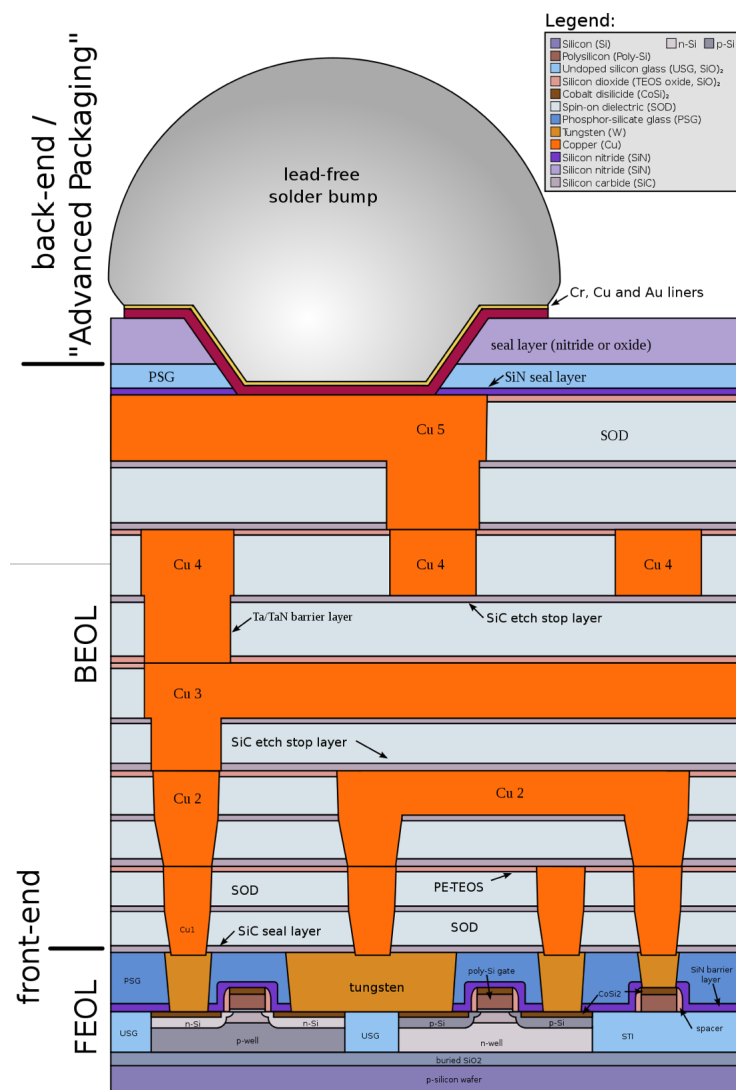 Legend:
Silicon (Si)
n-Si
p-Si
Polysilicon (Poly-Si)
Undoped silicon glass (USG, SiO)₂
Silicon dioxide (TEOS oxide, SiO)₂
Cobalt disilicide (CoSi)₂
Spin-on dielectric (SOD)
Phosphor-silicate glass (PSG)
Tungsten (W)
Copper (Cu)
Silicon nitride (SiN)
Silicon nitride (SiN)
Silicon carbide (SiC)
back-end /
"Advanced Packaging"
lead-free
solder bump
Cr, Cu and Au liners
seal layer (nitride or oxide)
PSG
SiN seal layer
Cu 5
SOD
Cu 4
Cu 4
Cu 4
BEOL
Ta/TaN barrier layer
SiC etch stop layer
Cu 3
SiC etch stop layer
Cu 2
Cu 2
front-end
SOD
PE-TEOS
Cu1
SiC seal layer
SOD
FEOL
PSG
tungsten
poly-Si gate
SiN barrier
layer
CoSi2
USG
n-Si
n-Si
p-well
USG
p-Si
p-Si
n-well
STI
spacer
buried SiO2
p-silicon wafer